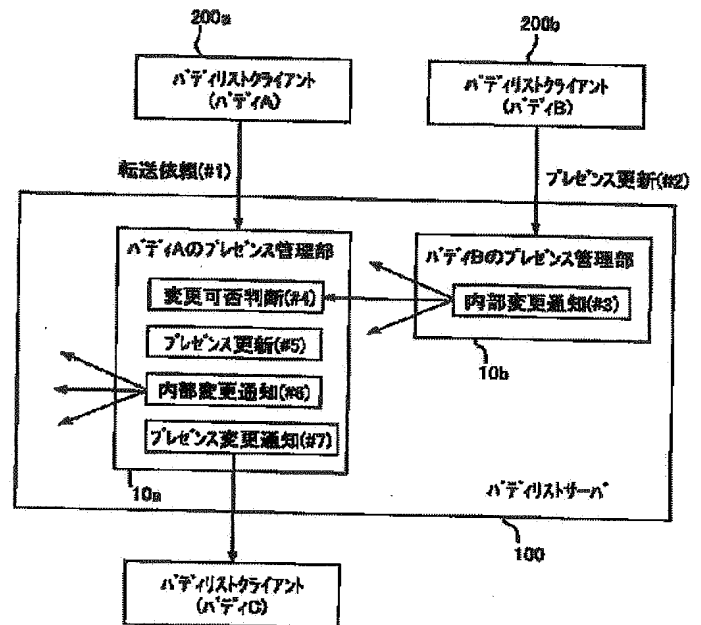 200a
200b
バディリストクライアント
(バディA)
バディリストクライアント
(バディB)
転送依頼(#1)
プレゼンス更新(#2)
バディAのプレゼンス管理部
バディBのプレゼンス管理部
変更可否判断(#4)
内部変更通知(#3)
プレゼンス更新(#5)
10b
内部変更通知(#6)
プレゼンス変更通知(#7)
10a
バディリストサーバ
100
バディリストクライアント
(バディC)